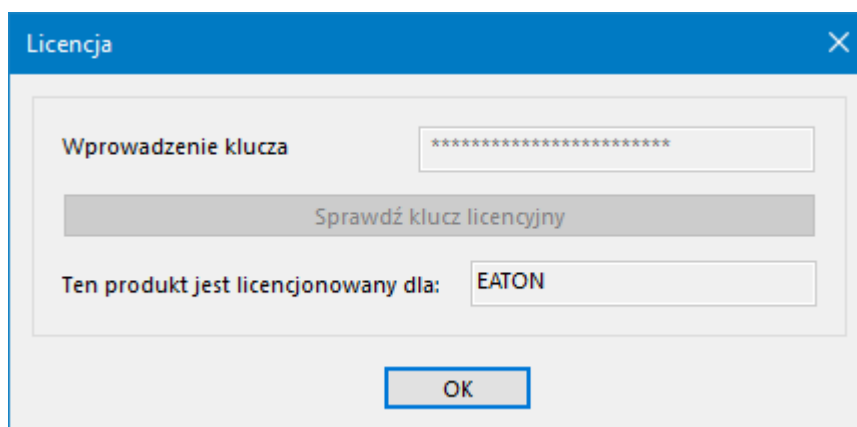 Licencja
Wprowadzenie klucza ************************
Sprawdź klucz licencyjny
Ten produkt jest licencjonowany dla: EATON
OK